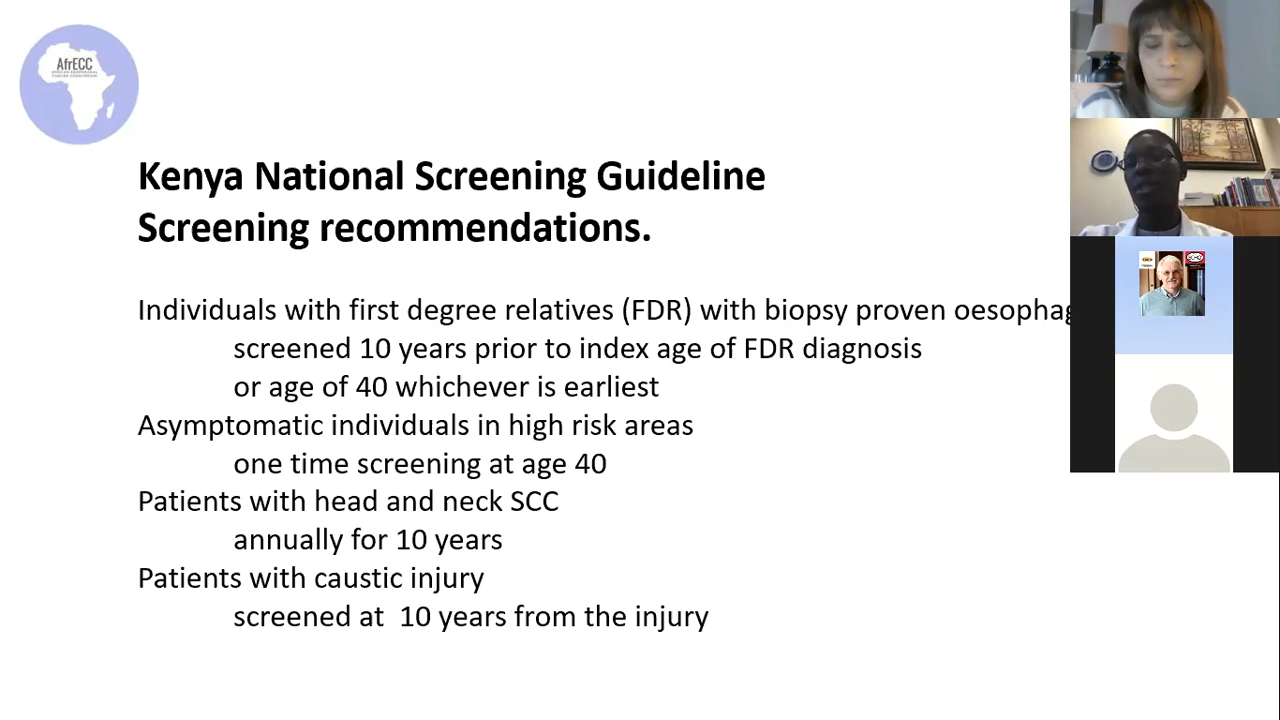 AfrECC
Kenya National Screening Guideline
Screening recommendations.
Individuals with first degree relatives (FDR) with biopsy proven
screened 10 years prior to index age of FDR diagnosis
or age of 40 whichever is earliest
Asymptomatic individuals in high risk areas
one time screening at age 40
Patients with head and neck SCC
annually for 10 years
Patients with caustic injury
screened at 10 years from the injury